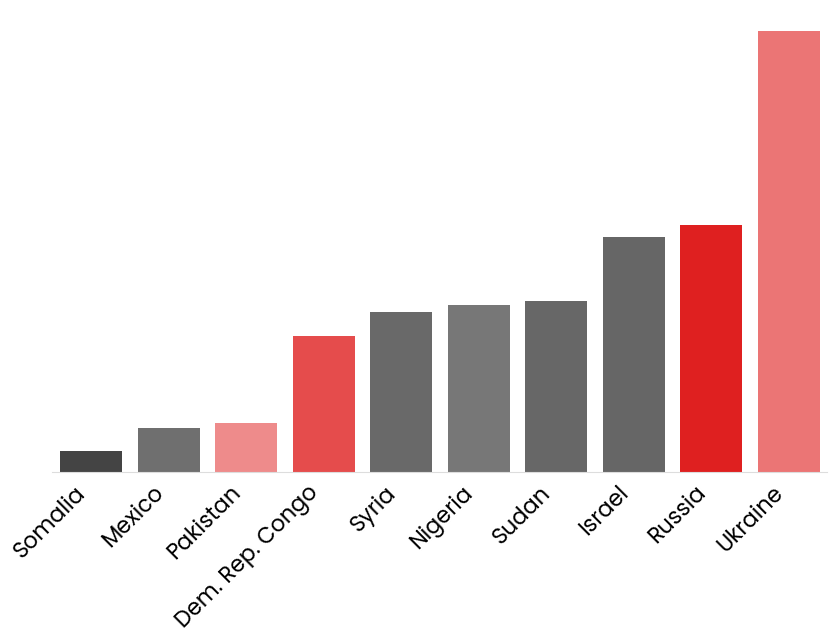 Somalia
Mexico
Pakistan
Dem. Rep. Congo
Syria
Nigeria
Sudan
Israel
Russia
Ukraine